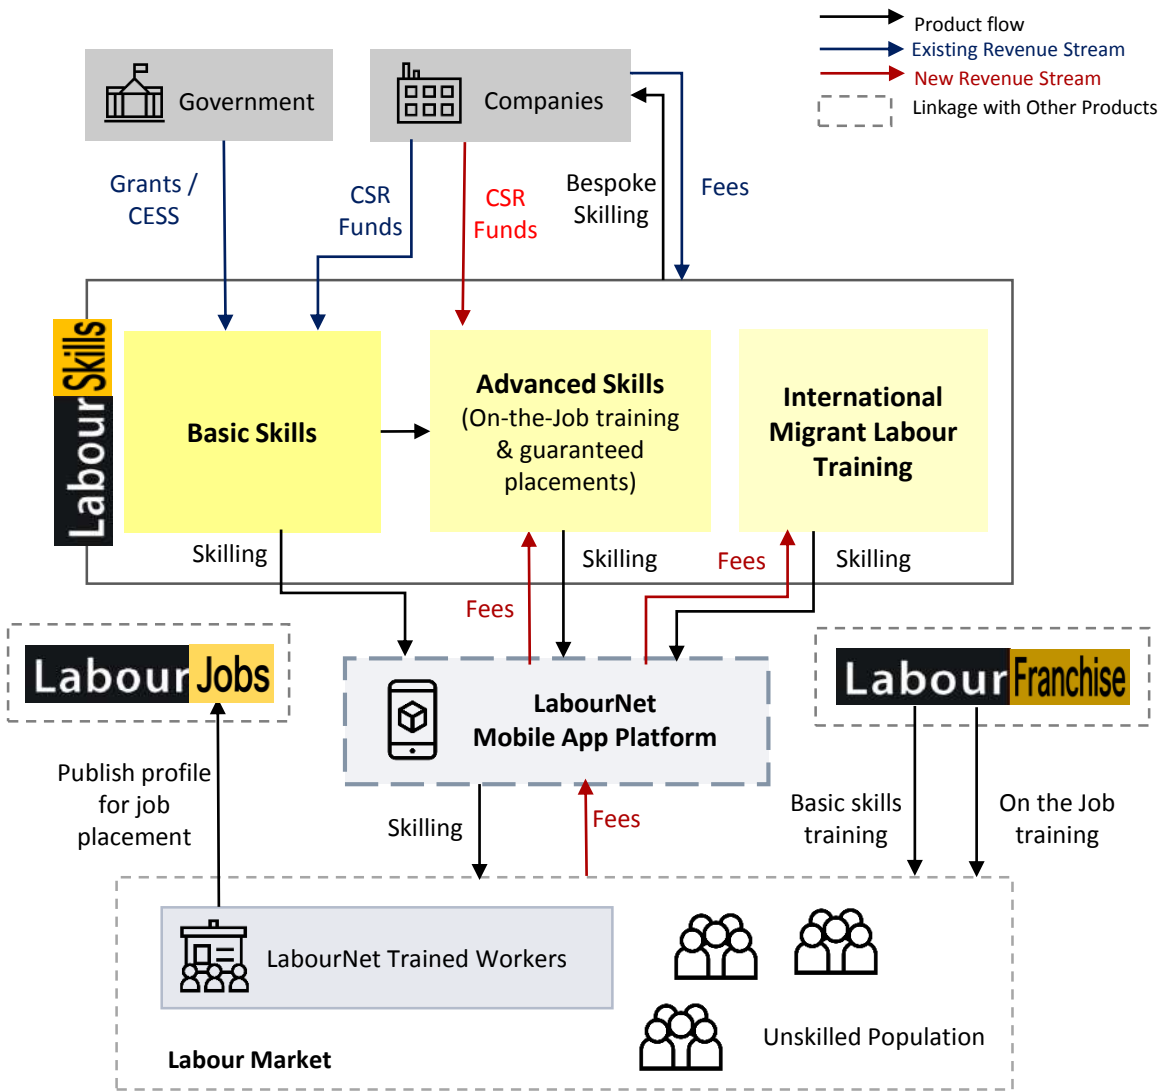 Product flow
Existing Revenue Stream
New Revenue Stream
Linkage with Other Products
Government
Companies
Grants /
CESS
CSR
Funds
CSR
Funds
Bespoke
Skilling
Fees
LabourSkills
Basic Skills
Advanced Skills
(On-the-Job training
& guaranteed
placements)
International
Migrant Labour
Training
Skilling
Fees
Skilling
Fees
Skilling
LabourJobs
LabourNet
Mobile App Platform
LabourFranchise
Publish profile
for job
placement
Skilling
Fees
Basic skills
training
On the Job
training
LabourNet Trained Workers
Unskilled Population
Labour Market